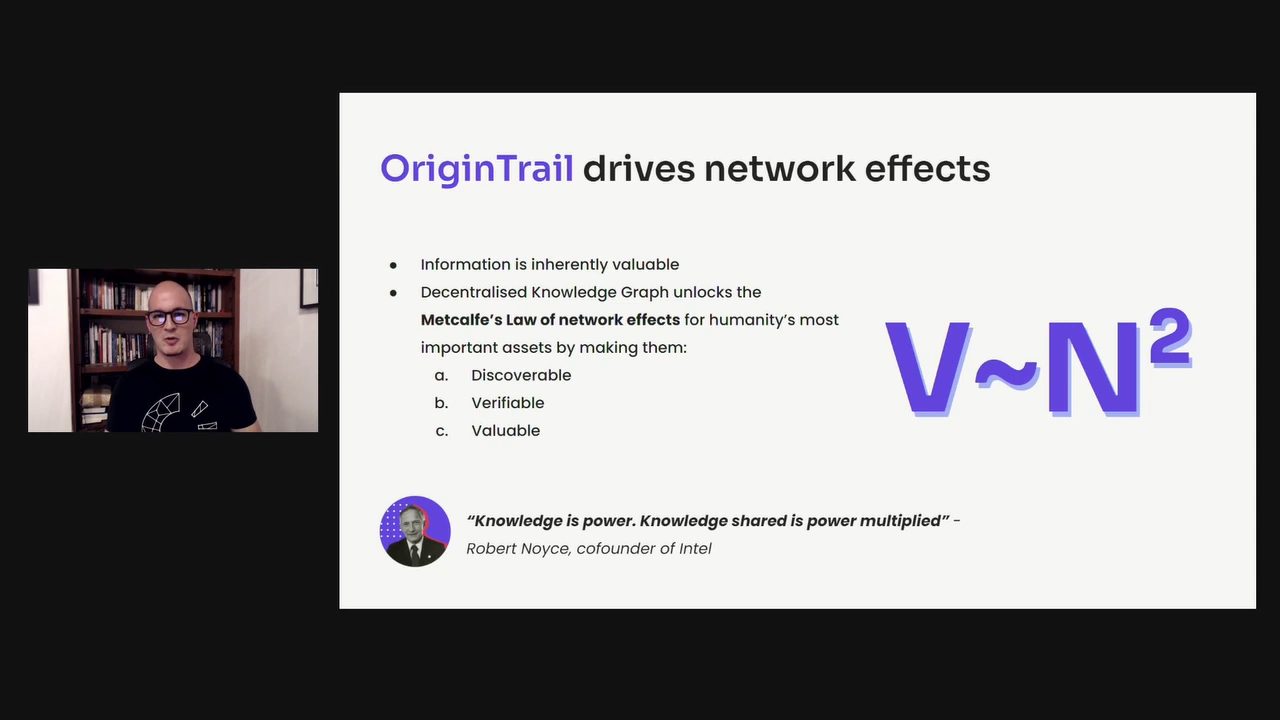 OriginTrail drives network effects
● Information is inherently valuable
● Decentralised Knowledge Graph unlocks the
Metcalfe’s Law of network effects for humanity’s most
important assets by making them:
a. Discoverable
b. Verifiable
c. Valuable
V~N²
“Knowledge is power. Knowledge shared is power multiplied” -
Robert Noyce, cofounder of Intel